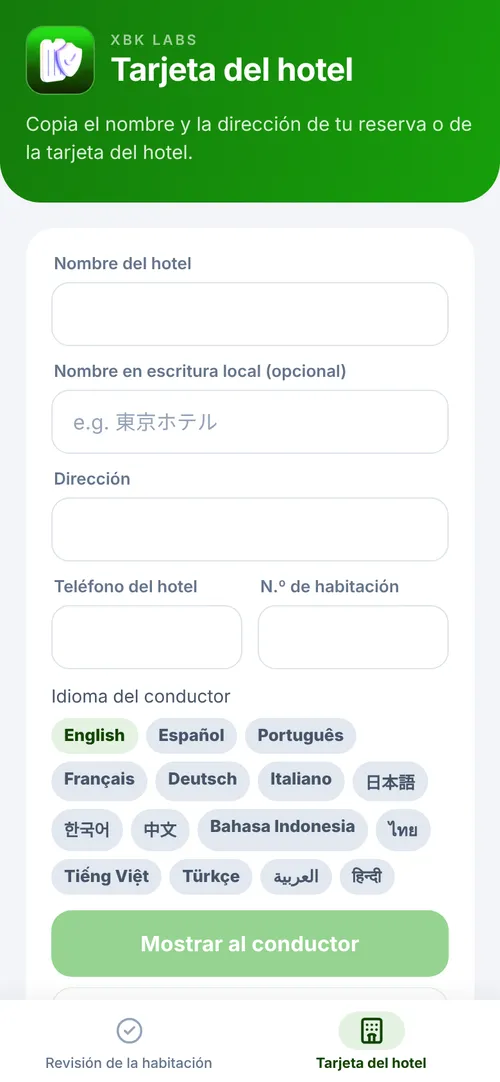 XBK LABS
Tarjeta del hotel
Copia el nombre y la dirección de tu reserva o de
la tarjeta del hotel.
Nombre del hotel
Nombre en escritura local (opcional)
e.g. 東京ホテル
Dirección
Teléfono del hotel N.º de habitación
Idioma del conductor
English Español Português
Français Deutsch Italiano 日本語
한국어 中文 Bahasa Indonesia ไทย
Tiếng Việt Türkçe العربية हिन्दी
Mostrar al conductor
Revisión de la habitación Tarjeta del hotel